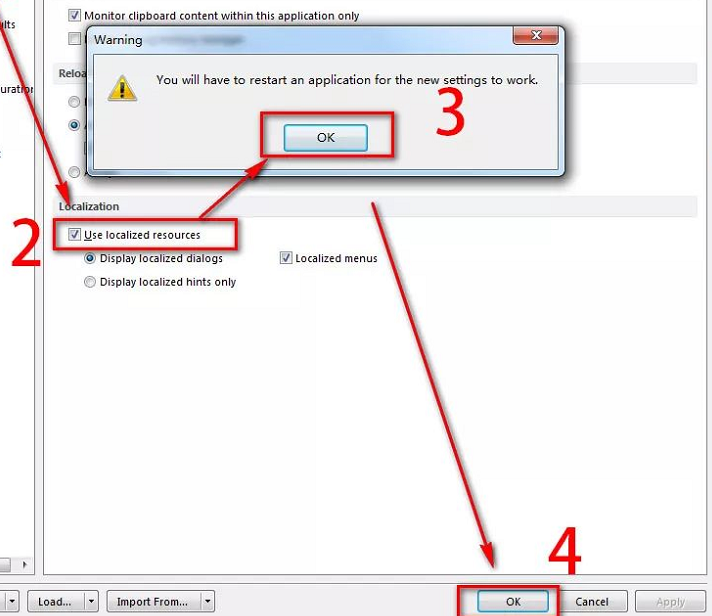 Monitor clipboard content within this application only
ults
Warning
You will have to restart an application for the new settings to work.
Reloa
uration
OK
3
Localization
2
Use localized resources
Display localized dialogs
Localized menus
Display localized hints only
4
Load...
Import From...
OK
Cancel
Apply